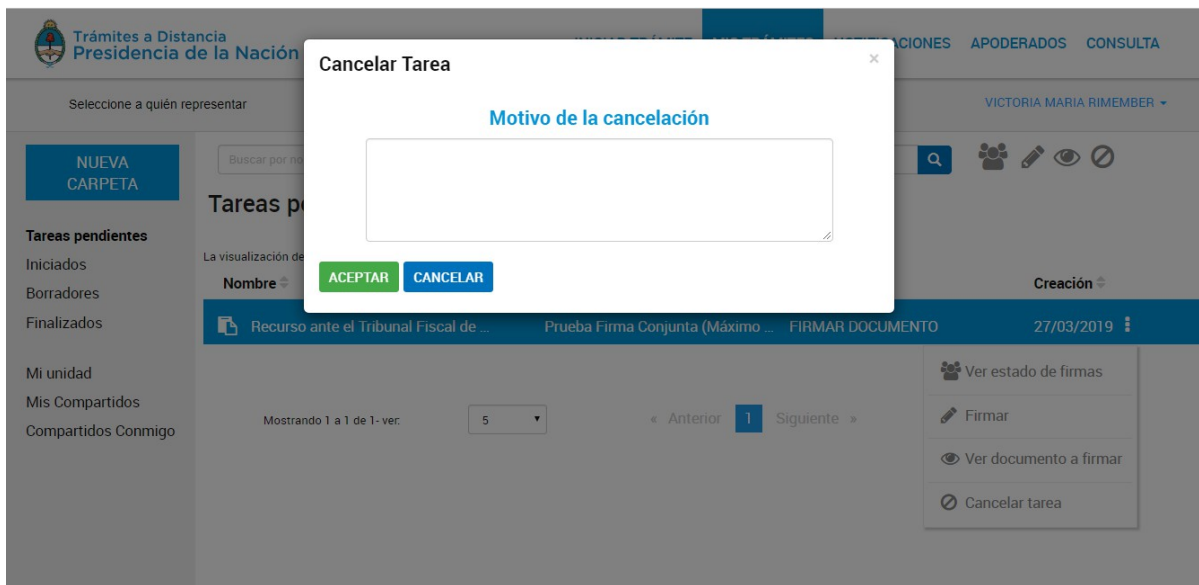 Trámites a Distancia
Presidencia de la Nación
MIS TRÁMITES
APODERADOS
CONSULTA
Cancelar Tarea
×
Motivo de la cancelación
ACEPTAR
CANCELAR
Seleccione a quién representar
VICTORIA MARIA RIMEMBER
NUEVA
CARPETA
Buscar por no
Tareas pendientes
Iniciados
Borradores
Finalizados
Mi unidad
Mis Compartidos
Compartidos Conmigo
Tareas pe
La visualización de
Nombre
Creación
Recurso ante el Tribunal Fiscal de ...
Prueba Firma Conjunta (Máximo ...
FIRMAR DOCUMENTO
27/03/2019
Ver estado de firmas
Firmar
Ver documento a firmar
Cancelar tarea
Mostrando 1 a 1 de 1- ver:
5
« Anterior
1
Siguiente »